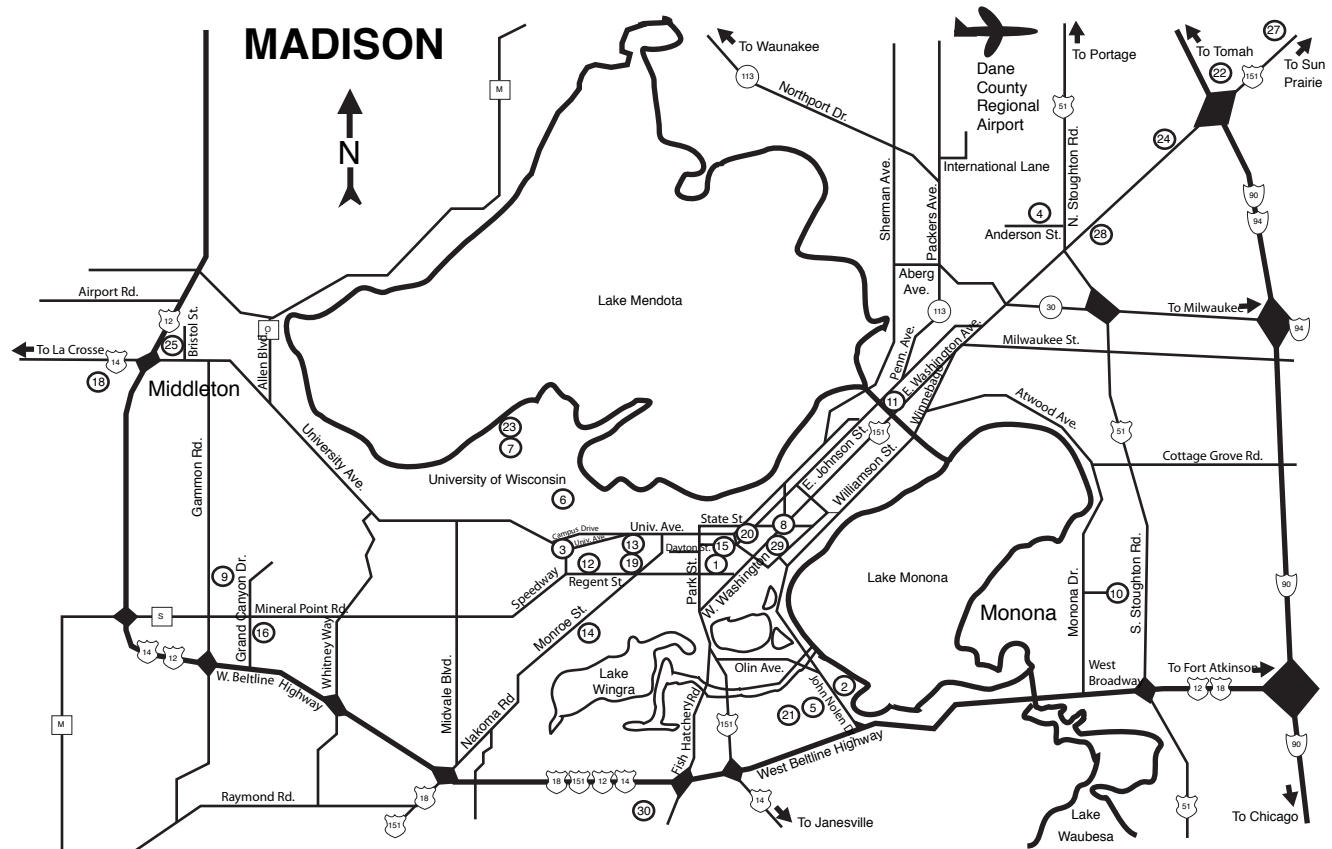 MADISON
N
To Waunakee
113
Northport Dr.
Dane
County
Regional
Airport
International Lane
To Portage
51
N. Stoughton Rd.
To Tomah
22
151
27
To Sun
Prairie
24
90
94
M
Sherman Ave.
Packers Ave.
4
Anderson St.
28
Airport Rd.
12
Bristol St.
25
To La Crosse
14
18
Middleton
Q
Allen Blvd.
Lake Mendota
Aberg
Ave.
113
30
To Milwaukee
94
Milwaukee St.
Penn. Ave.
E. Washington Ave.
Winnebago
11
151
Atwood Ave.
51
Cottage Grove Rd.
E. Johnson St.
Williamson St.
Gammon Rd.
University Ave.
23
7
University of Wisconsin
6
Campus Drive
Univ. Ave.
Univ. Ave.
State St.
8
20
3
13
Dayton St.
15
29
12
19
1
Regent St.
Speedway
Park St.
W. Washington
Lake Monona
Monona
Monona Dr.
10
S. Stoughton Rd.
90
9
Grand Canyon Dr.
S
Mineral Point Rd.
16
Whitney Way
Monroe St.
14
14
12
W. Beltline Highway
Midvale Blvd.
Nakoma Rd
Lake
Wingra
Olin Ave.
Fish Hatchery Rd.
John Nolen Dr.
2
5
21
West
Broadway
To Fort Atkinson
12
18
M
151
West Beltline Highway
90
Raymond Rd.
18
151
18
151
12
14
30
14
To Janesville
Lake
Waubesa
51
To Chicago